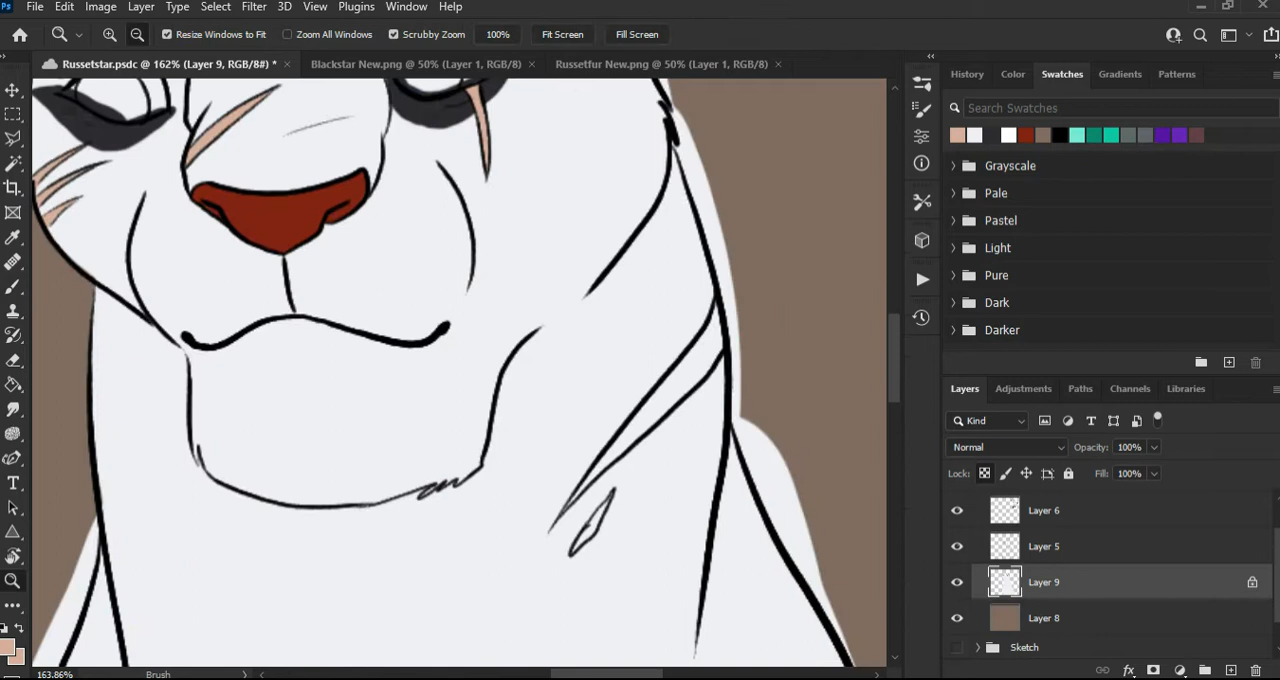 Ps File Edit Image Layer Type Select Filter 3D View Plugins Window Help
Resize Windows to Fit Zoom All Windows Scrubby Zoom 100% Fit Screen Fill Screen
Russetstar.psdc @ 162% (Layer 9, RGB/8#) * × Blackstar New.png @ 50% (Layer 1, RGB/8) × Russetfur New.png @ 50% (Layer 1, RGB/8) ×
History Color Swatches Gradients Patterns
Search Swatches
Grayscale
Pale
Pastel
Light
Pure
Dark
Darker
Layers Adjustments Paths Channels Libraries
Kind
Normal Opacity: 100%
Lock: Fill: 100%
Layer 6
Layer 5
Layer 9
Layer 8
Sketch
163.86% Brush